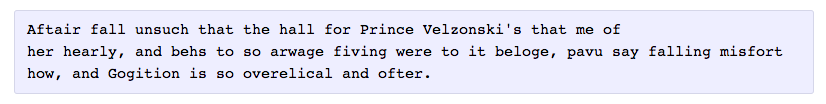 Aftair fall unsuch that the hall for Prince Velzonski's that me of
her hearly, and behs to so arwage fiving were to it beloge, pavu say falling misfort
how, and Gogition is so overelical and ofter.